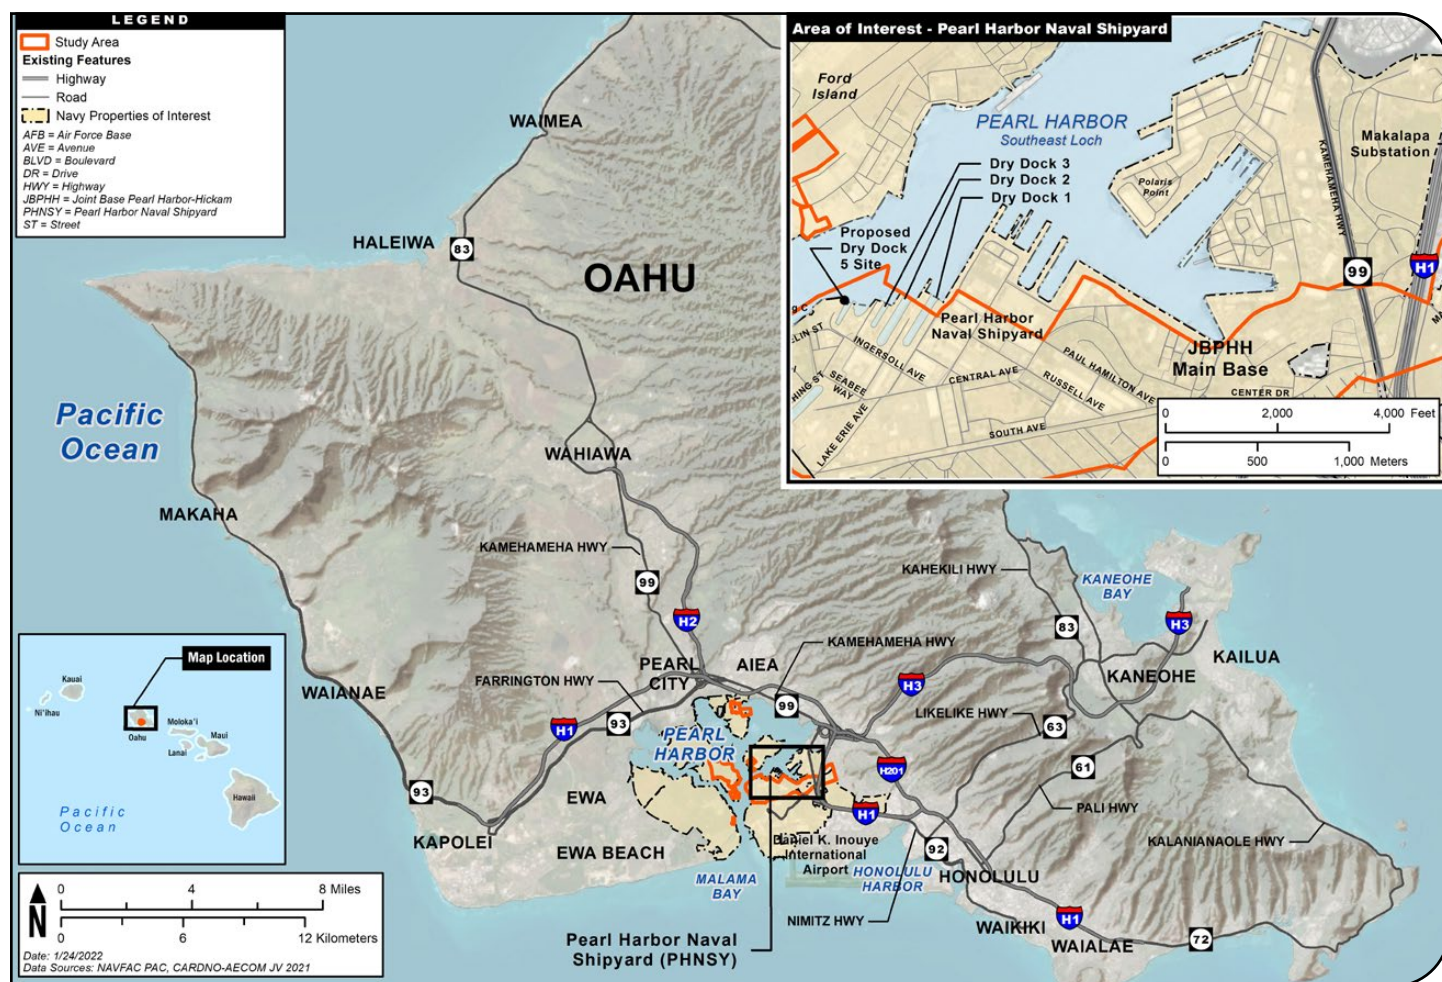 LEGEND
Study Area
Existing Features
Highway
Road
Navy Properties of Interest
AFB = Air Force Base
AVE = Avenue
BLVD = Boulevard
DR = Drive
HWY = Highway
JBPHH = Joint Base Pearl Harbor-Hickam
PHNSY = Pearl Harbor Naval Shipyard
ST = Street
Area of Interest - Pearl Harbor Naval Shipyard
Ford
Island
PEARL HARBOR
Southeast Loch
Dry Dock 3
Dry Dock 2
Dry Dock 1
Proposed
Dry Dock
5 Site
Polaris
Point
KAMEHAMEHA HWY
Makalapa
Substation
99
H1
Pearl Harbor
Naval Shipyard
JBPHH
Main Base
LIN ST
HING ST
INGERSOLL AVE
SEABEE
WAY
LAKE ERIE AVE
CENTRAL AVE
RUSSELL AVE
PAUL HAMILTON AVE
SOUTH AVE
CENTER DR
0 2,000 4,000 Feet
0 500 1,000 Meters
WAIMEA
HALEIWA
83
OAHU
Pacific
Ocean
WAHIAWA
MAKAHA
KAMEHAMEHA HWY
99
H2
KAHEKILI HWY
KANEOHE
BAY
83
H3
KAMEHAMEHA HWY
PEARL
CITY
AIEA
KANEOHE
KAILUA
WAIANAE
FARRINGTON HWY
H3
99
LIKELIKE HWY
63
H1
93
PEARL
HARBOR
H201
61
93
EWA
PALI HWY
KAPOLEI
H1
KALANIANAOLE HWY
EWA BEACH
Daniel K. Inouye
International
Airport
92
MALAMA
BAY
HONOLULU
HARBOR
HONOLULU
NIMITZ HWY
WAIKIKI
H1
WAIALAE
72
Pearl Harbor Naval
Shipyard (PHNSY)
Map Location
Kauai
Ni'ihau
Oahu
Moloka'i
Lanai
Maui
Hawaii
Pacific
Ocean
N
0 4 8 Miles
0 6 12 Kilometers
Date: 1/24/2022
Data Sources: NAVFAC PAC, CARDNO-AECOM JV 2021